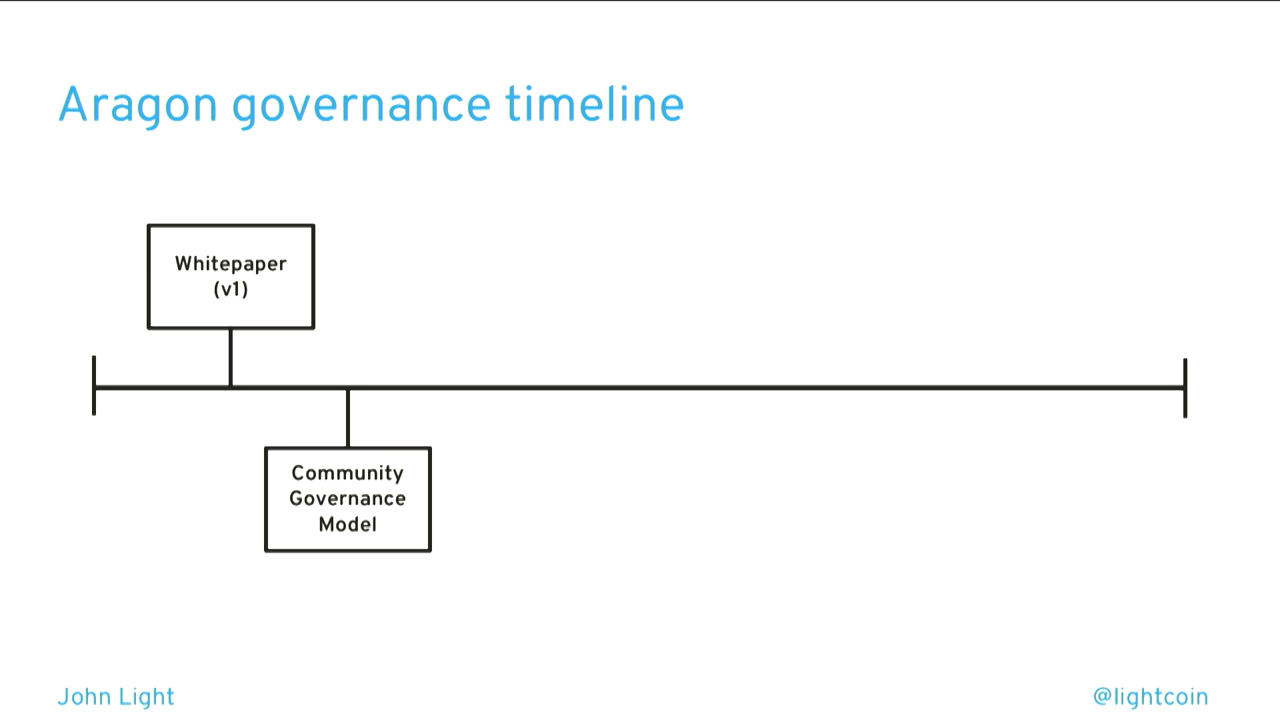 Aragon governance timeline
Whitepaper
(v1)
Community
Governance
Model
John Light
@lightcoin